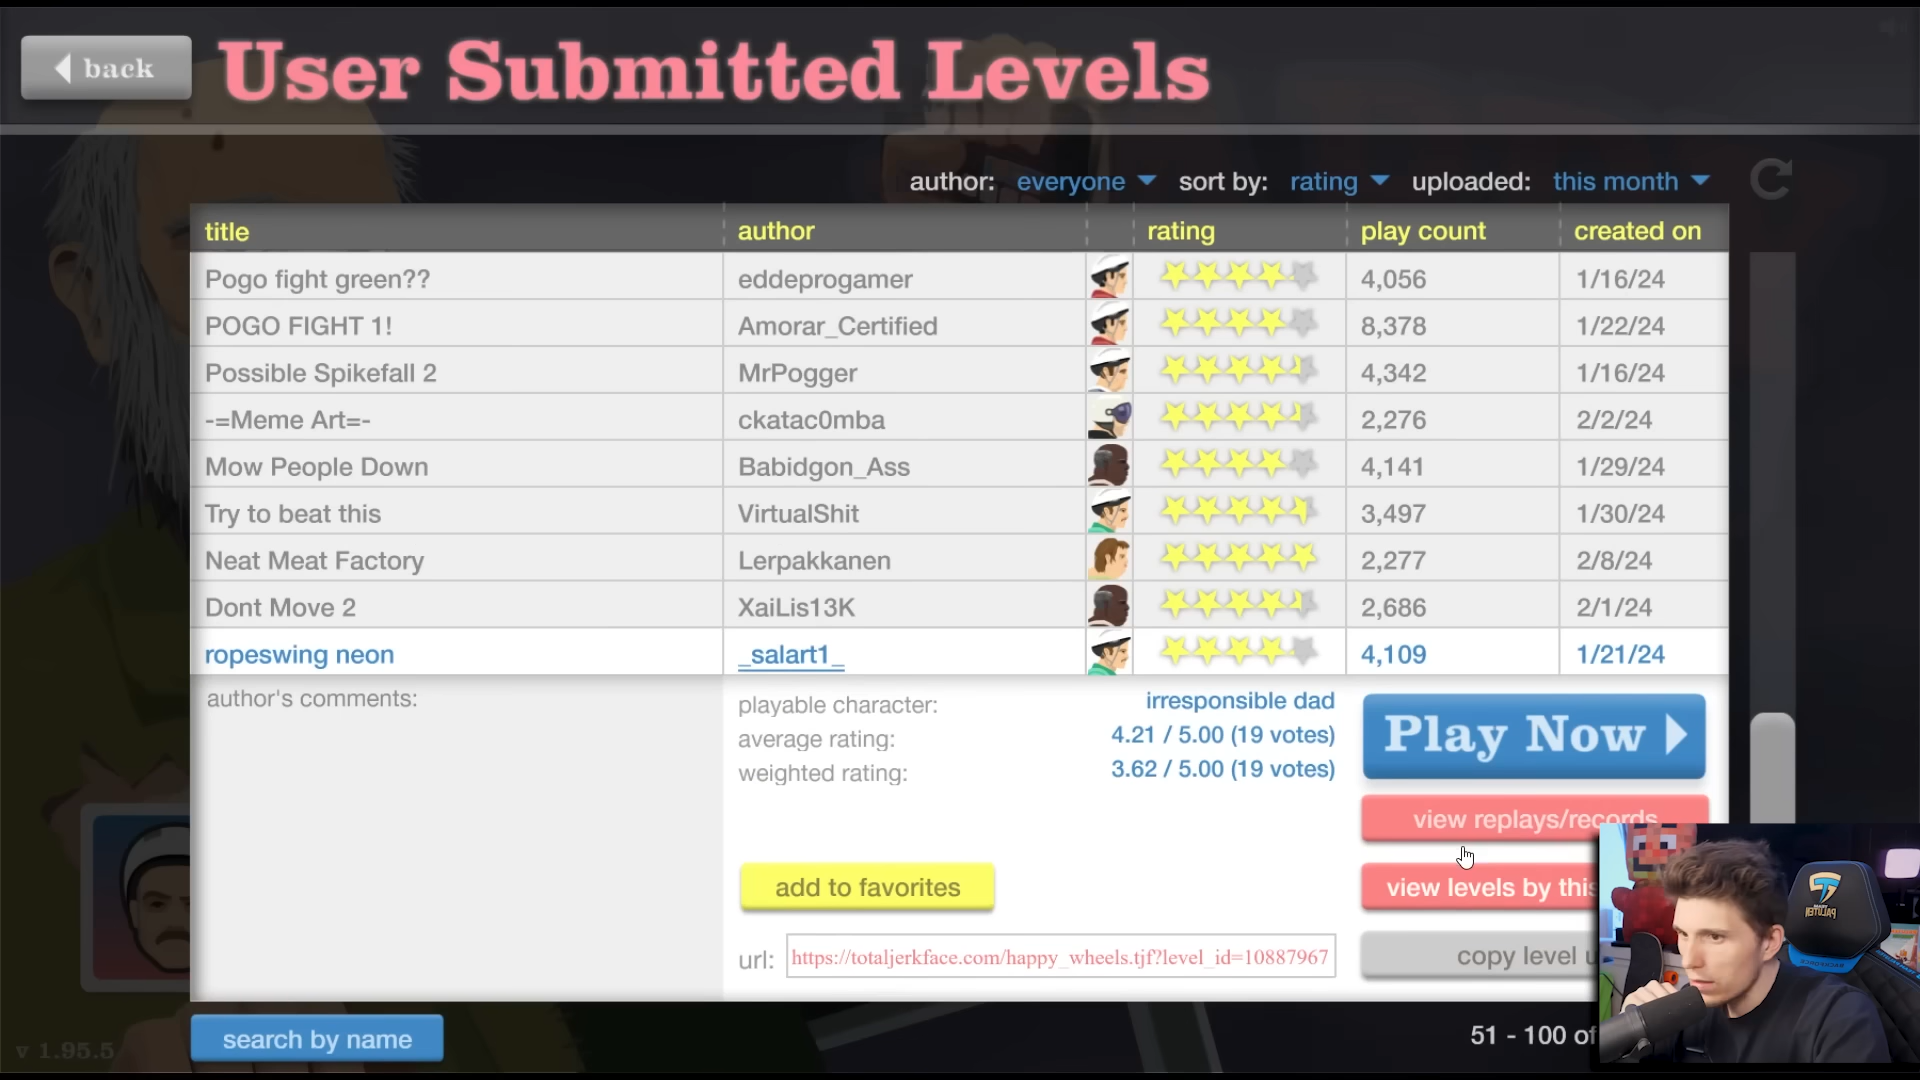 back
User Submitted Levels
author: everyone sort by: rating uploaded: this month
title author rating play count created on
Pogo fight green?? eddeprogamer 4,056 1/16/24
POGO FIGHT 1! Amorar_Certified 8,378 1/22/24
Possible Spikefall 2 MrPogger 4,342 1/16/24
-=Meme Art=- ckatac0mba 2,276 2/2/24
Mow People Down Babidgon_Ass 4,141 1/29/24
Try to beat this VirtualShit 3,497 1/30/24
Neat Meat Factory Lerpakkanen 2,277 2/8/24
Dont Move 2 XaiLis13K 2,686 2/1/24
ropeswing neon _salart1_ 4,109 1/21/24
author's comments:
playable character: irresponsible dad
average rating: 4.21 / 5.00 (19 votes)
weighted rating: 3.62 / 5.00 (19 votes)
Play Now
view replays/records
add to favorites
view levels by this
url: https://totaljerkface.com/happy_wheels.tjf?level_id=10887967
copy level u
search by name
51 - 100 of
v 1.95.5
PALUTEN